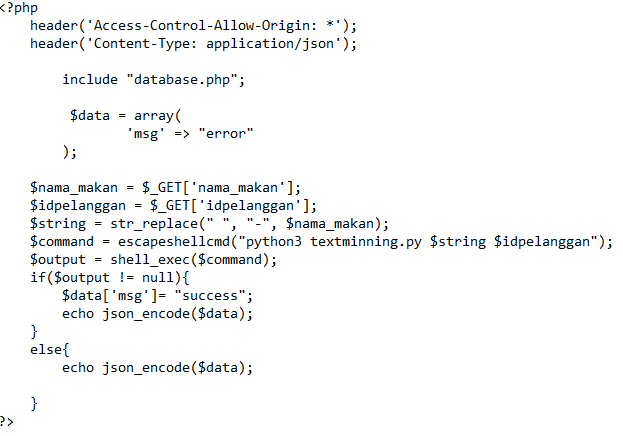 <?php
header('Access-Control-Allow-Origin: *');
header('Content-Type: application/json');
include "database.php";
$data = array(
'msg' => "error"
);
$nama_makan = $_GET['nama_makan'];
$idpelanggan = $_GET['idpelanggan'];
$string = str_replace(" ", "-", $nama_makan);
$command = escapeshellcmd("python3 textminning.py $string $idpelanggan");
$output = shell_exec($command);
if($output != null){
$data['msg']= "success";
echo json_encode($data);
}
else{
echo json_encode($data);
}
?>